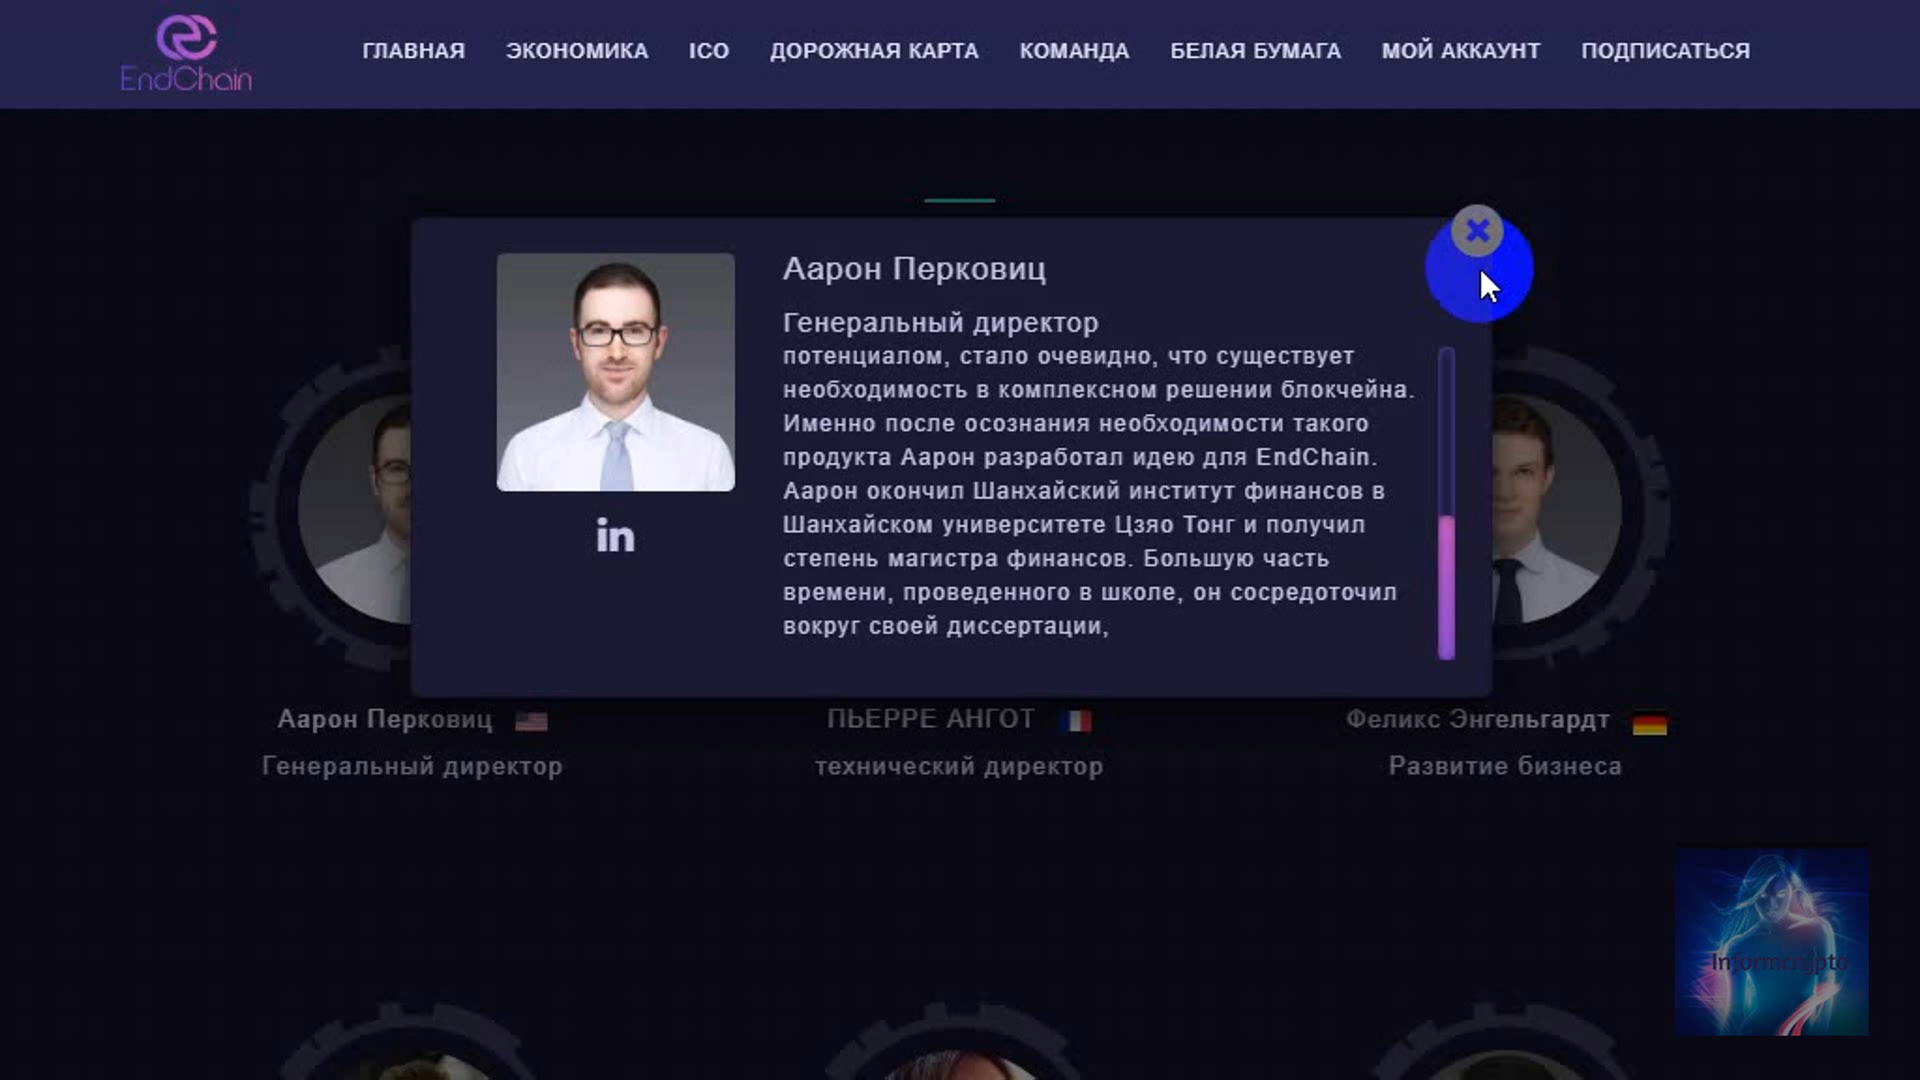 EndChain
ГЛАВНАЯ ЭКОНОМИКА ICO ДОРОЖНАЯ КАРТА КОМАНДА БЕЛАЯ БУМАГА МОЙ АККАУНТ ПОДПИСАТЬСЯ
Аарон Перковиц
Генеральный директор
потенциалом, стало очевидно, что существует
необходимость в комплексном решении блокчейна.
Именно после осознания необходимости такого
продукта Аарон разработал идею для EndChain.
Аарон окончил Шанхайский институт финансов в
Шанхайском университете Цзяо Тонг и получил
степень магистра финансов. Большую часть
времени, проведенного в школе, он сосредоточил
вокруг своей диссертации,
in
Аарон Перковиц
Генеральный директор
ПЬЕРРЕ АНГОТ
технический директор
Феликс Энгельгардт
Развитие бизнеса
Informcrypto